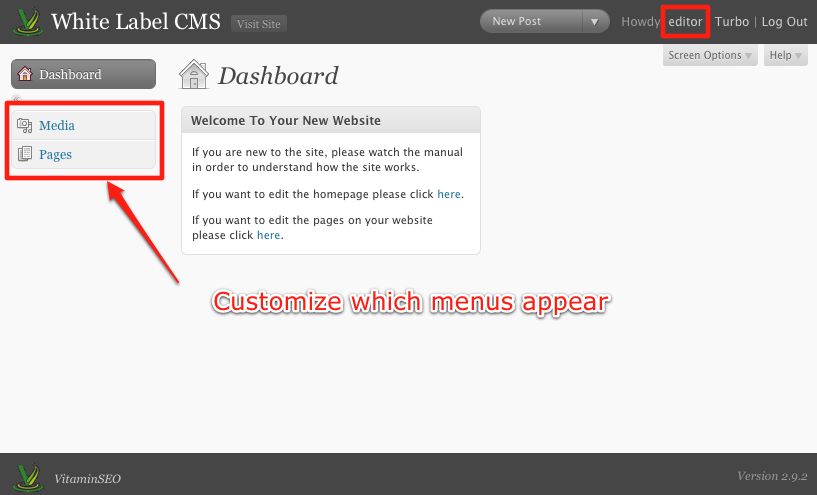 White Label CMS Visit Site New Post Howdy editor Turbo | Log Out
Screen Options Help
Dashboard
Dashboard
Media
Pages
Welcome To Your New Website
If you are new to the site, please watch the manual
in order to understand how the site works.
If you want to edit the homepage please click here.
If you want to edit the pages on your website
please click here.
Customize which menus appear
VitaminSEO Version 2.9.2